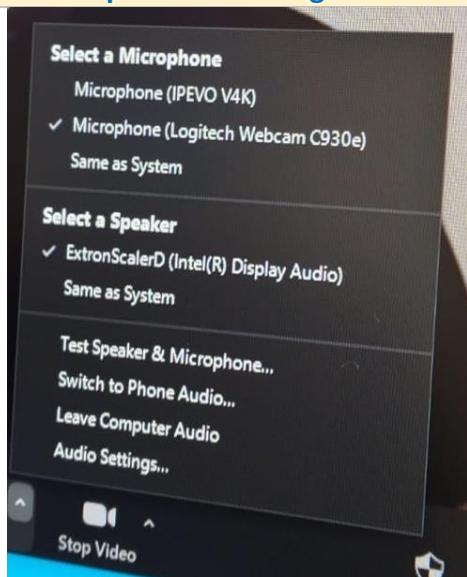 Select a Microphone
Microphone (IPEVO V4K)
✓ Microphone (Logitech Webcam C930e)
Same as System
Select a Speaker
✓ ExtronScalerD (Intel(R) Display Audio)
Same as System
Test Speaker & Microphone...
Switch to Phone Audio...
Leave Computer Audio
Audio Settings...
Stop Video